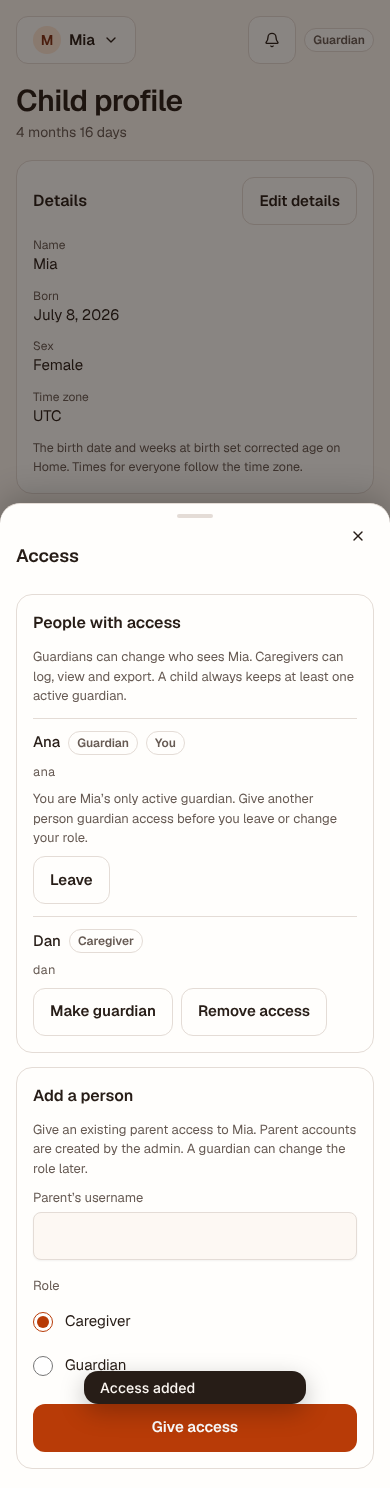 M Mia Guardian
Child profile
4 months 16 days
Details Edit details
Name
Mia
Born
July 8, 2026
Sex
Female
Time zone
UTC
The birth date and weeks at birth set corrected age on
Home. Times for everyone follow the time zone.
Access
People with access
Guardians can change who sees Mia. Caregivers can
log, view and export. A child always keeps at least one
active guardian.
Ana Guardian You
ana
You are Mia's only active guardian. Give another
person guardian access before you leave or change
your role.
Leave
Dan Caregiver
dan
Make guardian Remove access
Add a person
Give an existing parent access to Mia. Parent accounts
are created by the admin. A guardian can change the
role later.
Parent's username
Role
Caregiver
Guardian
Access added
Give access